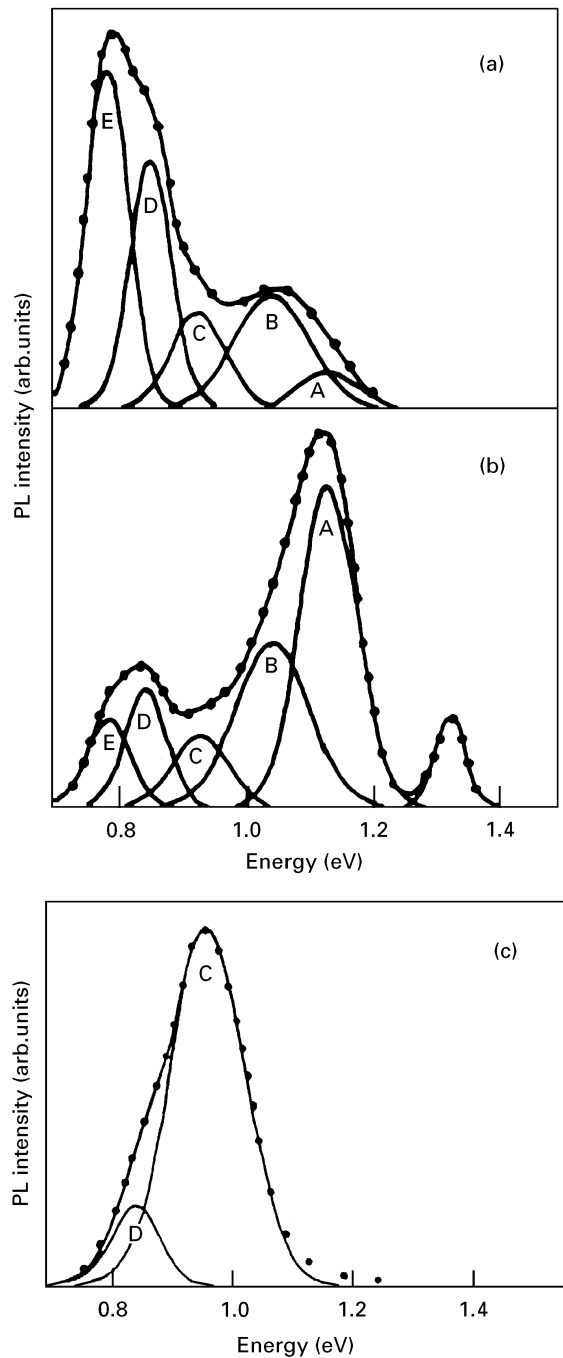 (a)
E
D
C
B
A
PL intensity (arb.units)
(b)
A
B
D
E
C
0.8 1.0 1.2 1.4
Energy (eV)
(c)
C
D
PL intensity (arb.units)
0.8 1.0 1.2 1.4
Energy (eV)